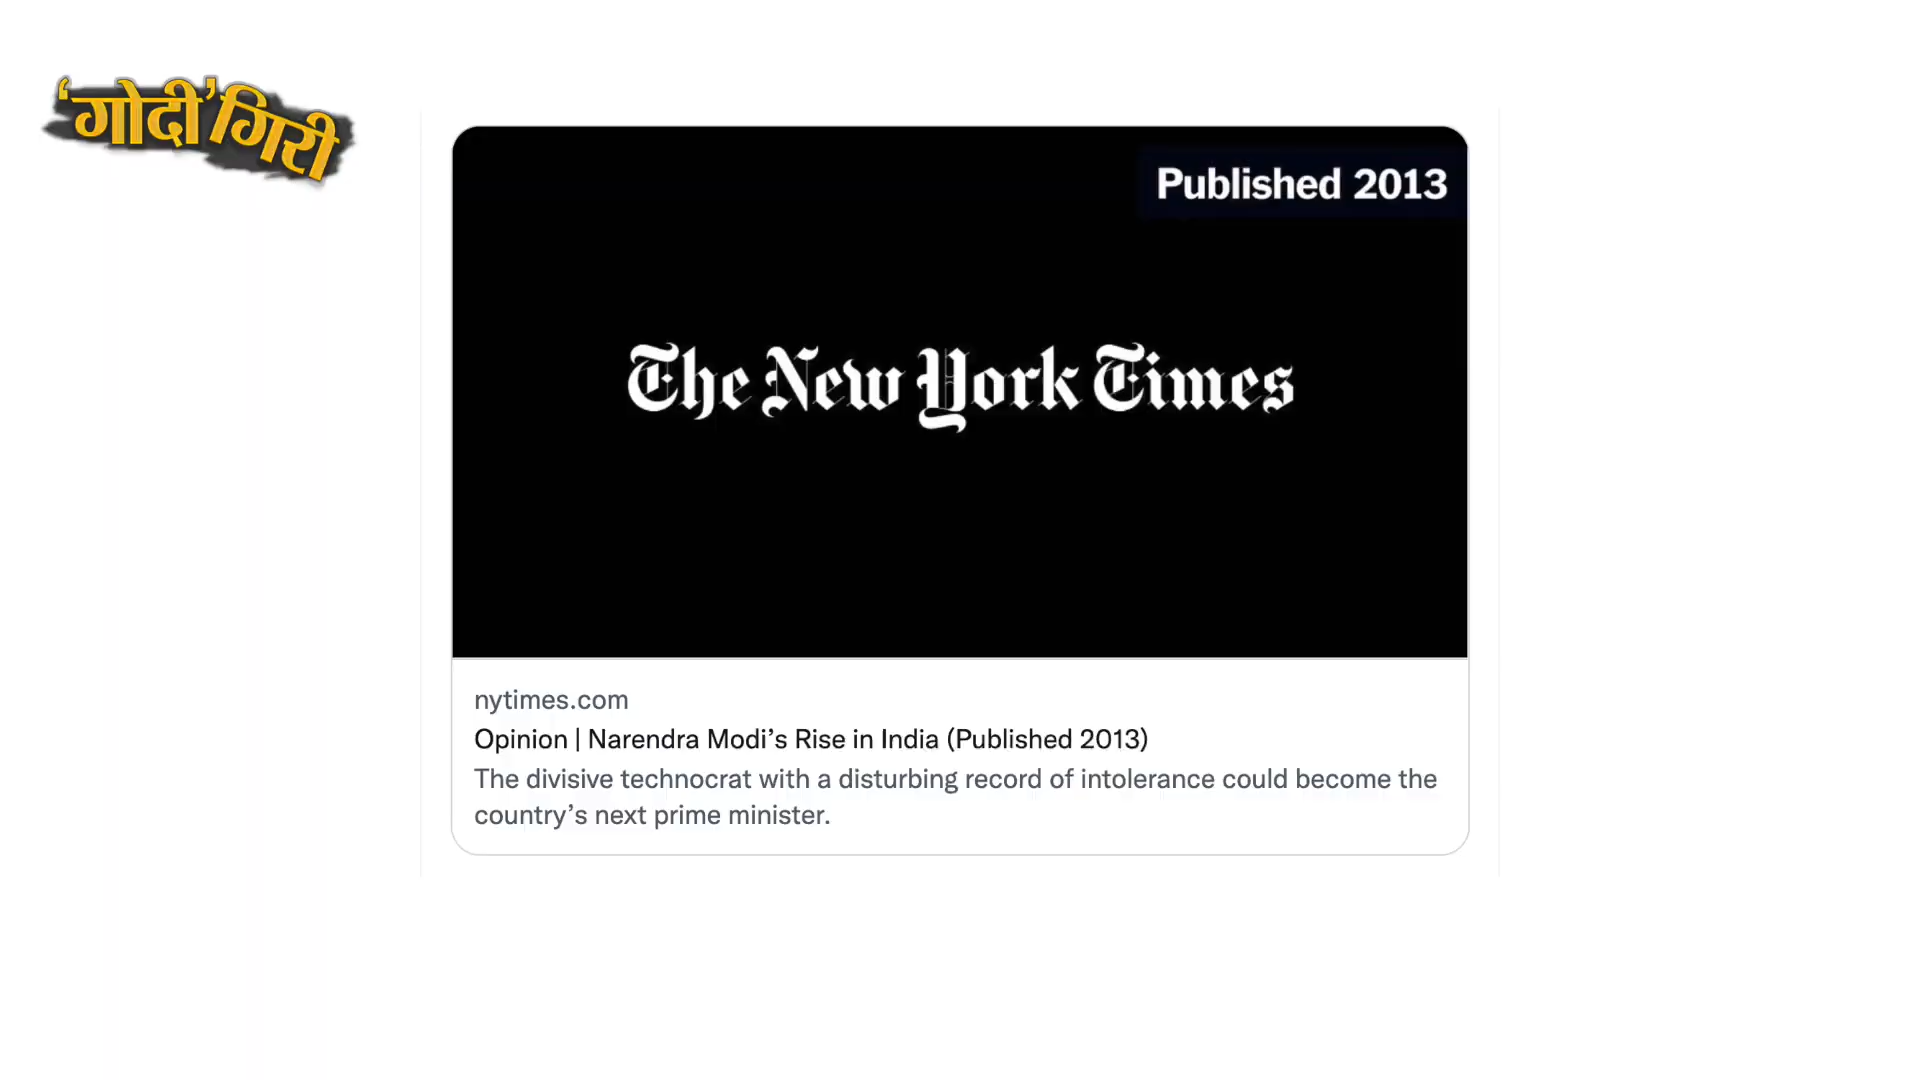 ‘गोदी’गिरी
Published 2013
The New York Times
nytimes.com
Opinion | Narendra Modi’s Rise in India (Published 2013)
The divisive technocrat with a disturbing record of intolerance could become the
country’s next prime minister.